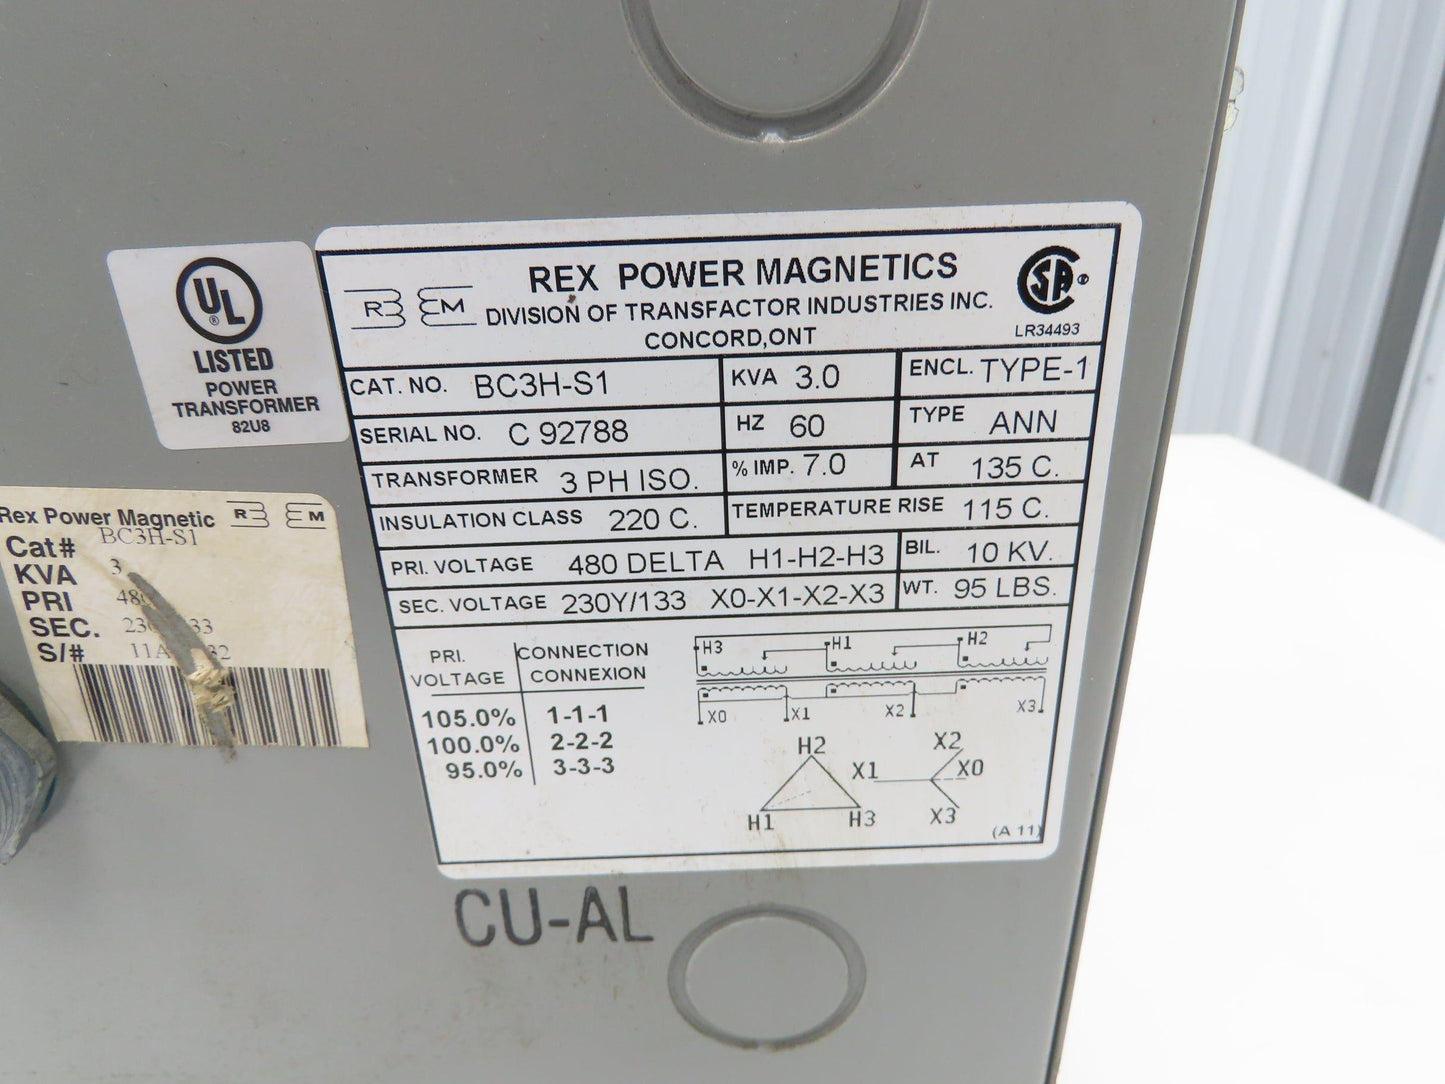 UL
LISTED
POWER
TRANSFORMER
82U8
REX POWER MAGNETICS
DIVISION OF TRANSFACTOR INDUSTRIES INC.
CONCORD,ONT
LR34493
CAT. NO. BC3H-S1 KVA 3.0 ENCL. TYPE-1
SERIAL NO. C 92788 HZ 60 TYPE ANN
TRANSFORMER 3 PH ISO. % IMP. 7.0 AT 135 C.
INSULATION CLASS 220 C. TEMPERATURE RISE 115 C.
PRI. VOLTAGE 480 DELTA H1-H2-H3 BIL. 10 KV.
SEC. VOLTAGE 230Y/133 X0-X1-X2-X3 WT. 95 LBS.
PRI. VOLTAGE CONNECTION CONNEXION
105.0% 1-1-1
100.0% 2-2-2
95.0% 3-3-3
H3 H1 H2
X0 X1 X2 X3
H2
H1 H3
X2
X1 X0
X3
(A 11)
Rex Power Magnetic R EM
Cat# BC3H-S1
KVA 3
PRI
SEC.
S/#
CU-AL